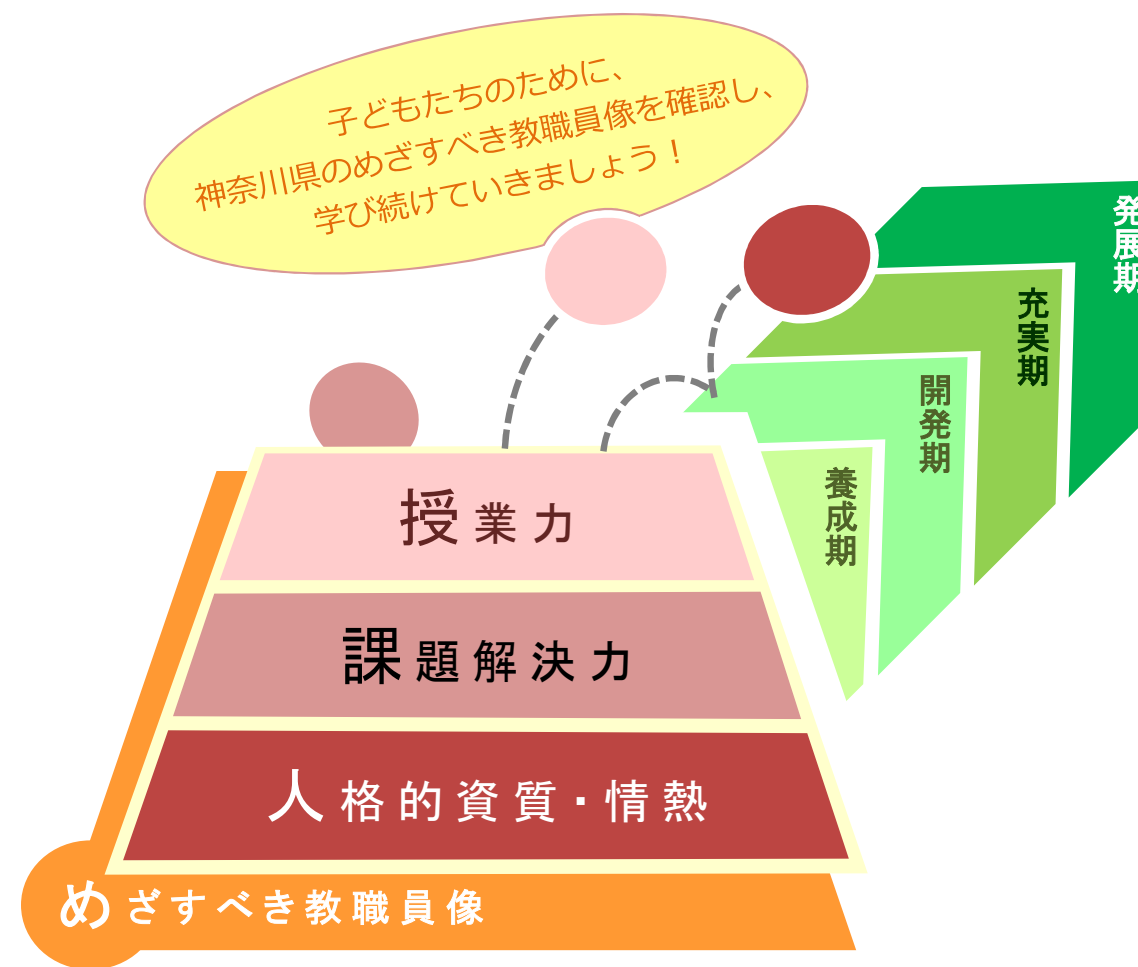 子どもたちのために、
神奈川県のめざすべき教職員像を確認し、
学び続けていきましょう！
発展期
充実期
開発期
養成期
授業力
課題解決力
人格的資質・情熱
めざすべき教職員像